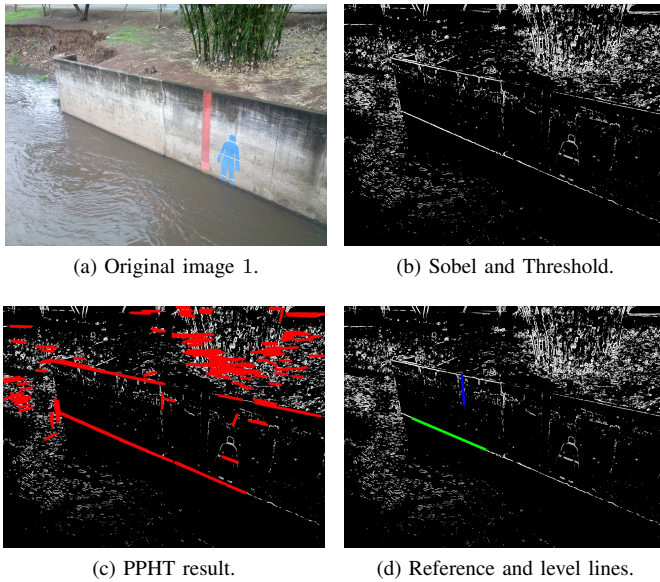 (a) Original image 1.
(b) Sobel and Threshold.
(c) PPHT result.
(d) Reference and level lines.